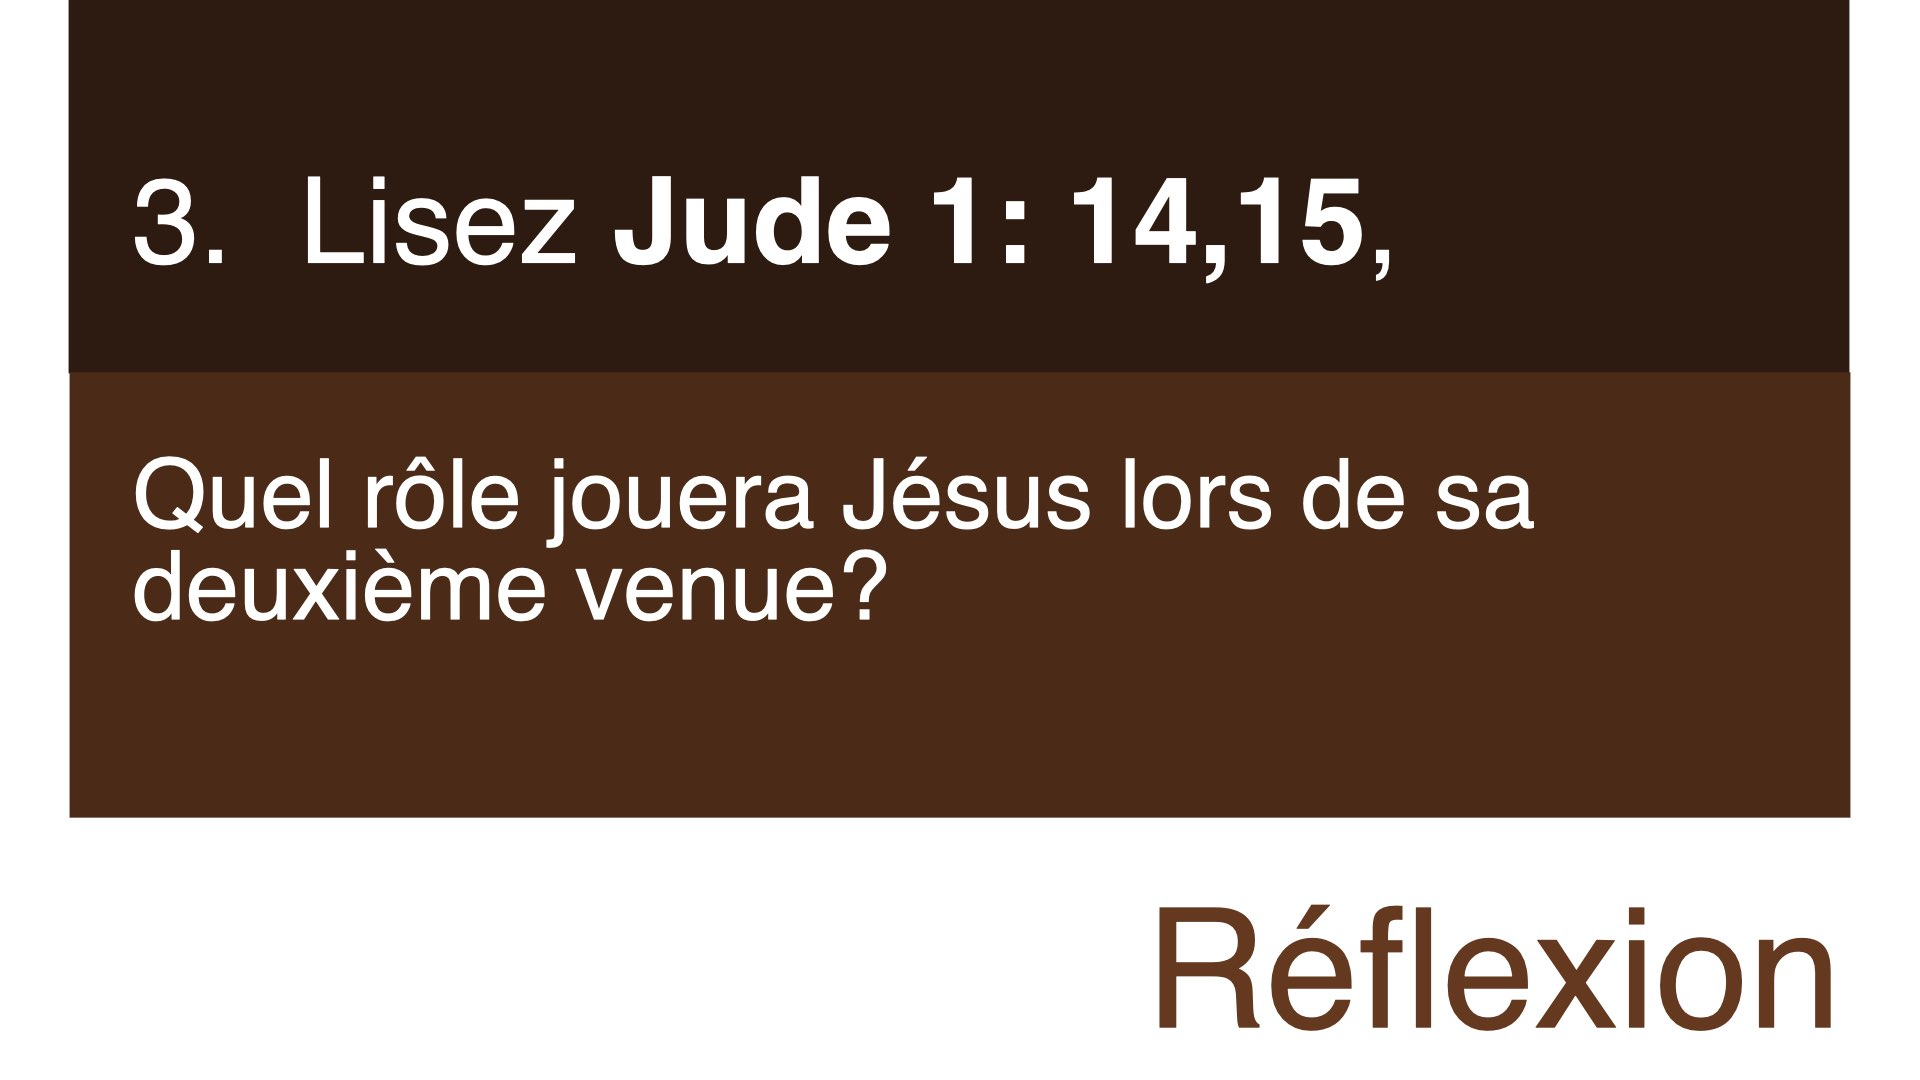 3.  Lisez Jude 1: 14,15,
Quel rôle jouera Jésus lors de sa
deuxième venue?
Réflexion